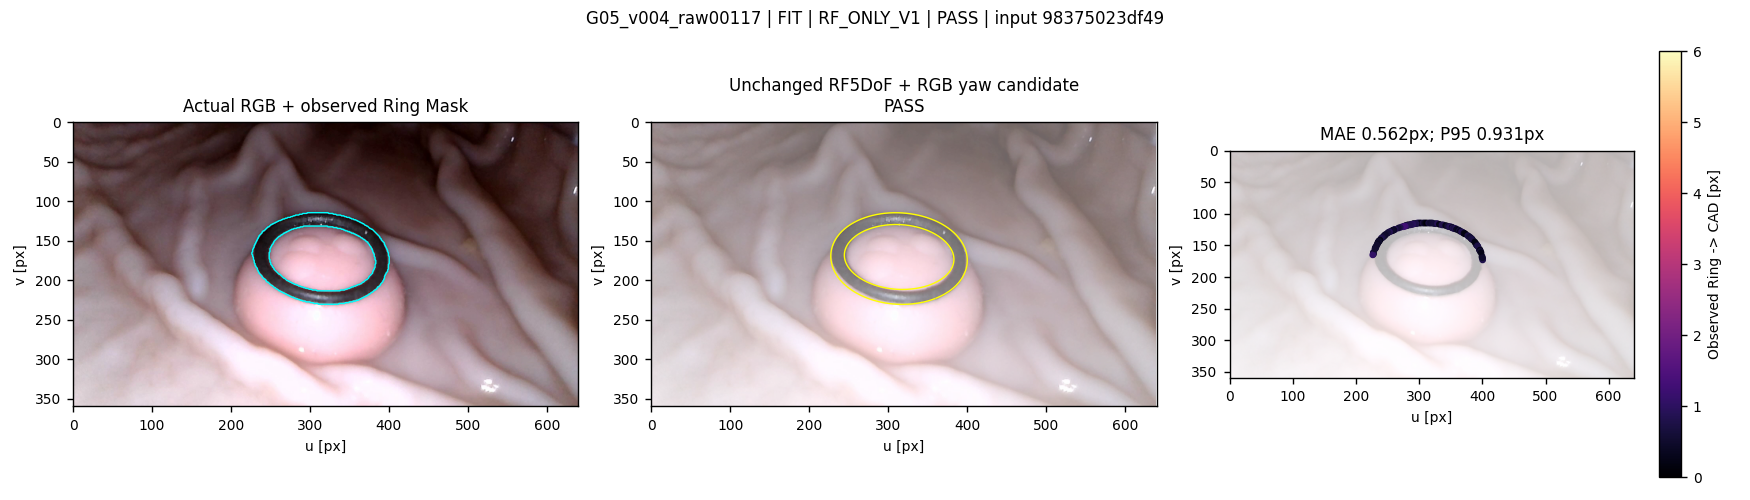 G05_v004_raw00117 | FIT | RF_ONLY_V1 | PASS | input 98375023df49
Actual RGB + observed Ring Mask
0
50
100
150
200
250
300
350
v [px]
0 100 200 300 400 500 600
u [px]
Unchanged RF5DoF + RGB yaw candidate
PASS
0
50
100
150
200
250
300
350
v [px]
0 100 200 300 400 500 600
u [px]
MAE 0.562px; P95 0.931px
0
50
100
150
200
250
300
350
v [px]
0 100 200 300 400 500 600
u [px]
6
5
4
3
2
1
0
Observed Ring -> CAD [px]